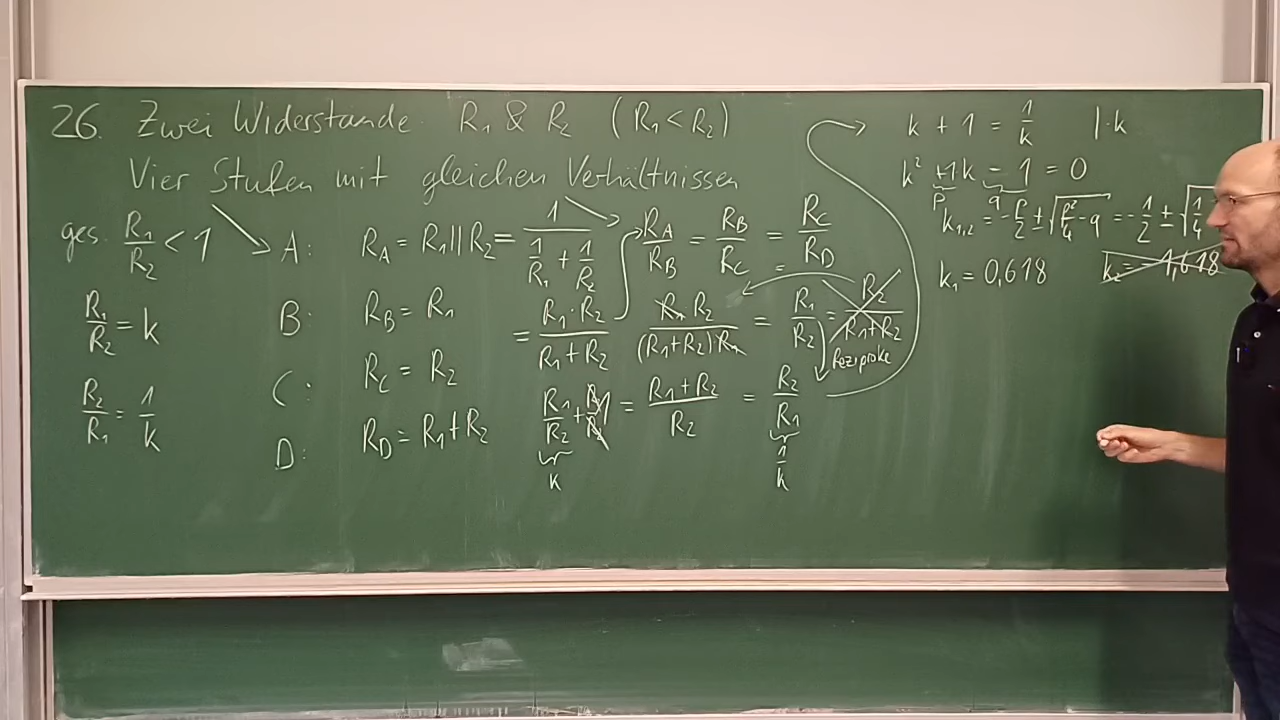 26. Zwei Widerstände R₁ & R₂ (R₁ < R₂)
Vier Stufen mit gleichen Verhältnissen
ges. R₁/R₂ < 1
R₁/R₂ = k
R₂/R₁ = 1/k
A: R_A = R₁||R₂ = 1/(1/R₁ + 1/R₂)
= R₁·R₂/(R₁+R₂)
B: R_B = R₁
C: R_C = R₂
D: R_D = R₁+R₂
R_A/R_B = R_B/R_C = R_C/R_D
R₁ R₂/((R₁+R₂) R₁) = R₁/R₂ = R₂/(R₁+R₂)
Reziproke
R₁/R₂ + 1 = (R₁+R₂)/R₂ = R₂/R₁
k
1/k
k + 1 = 1/k |·k
k² +1k − 1 = 0
p q
k₁,₂ = −p/2 ± √(p²/4 − q) = −1/2 ± √(1/4
k₁ = 0,618
k₂ = −1,618